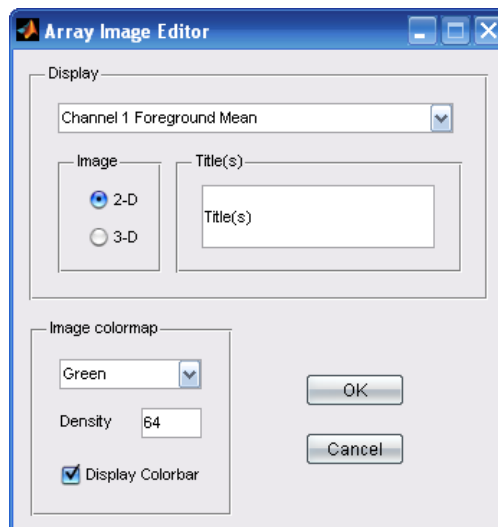 Array Image Editor
Display
Channel 1 Foreground Mean
Image
Title(s)
2-D
3-D
Title(s)
Image colormap
Green
Density 64
Display Colorbar
OK
Cancel